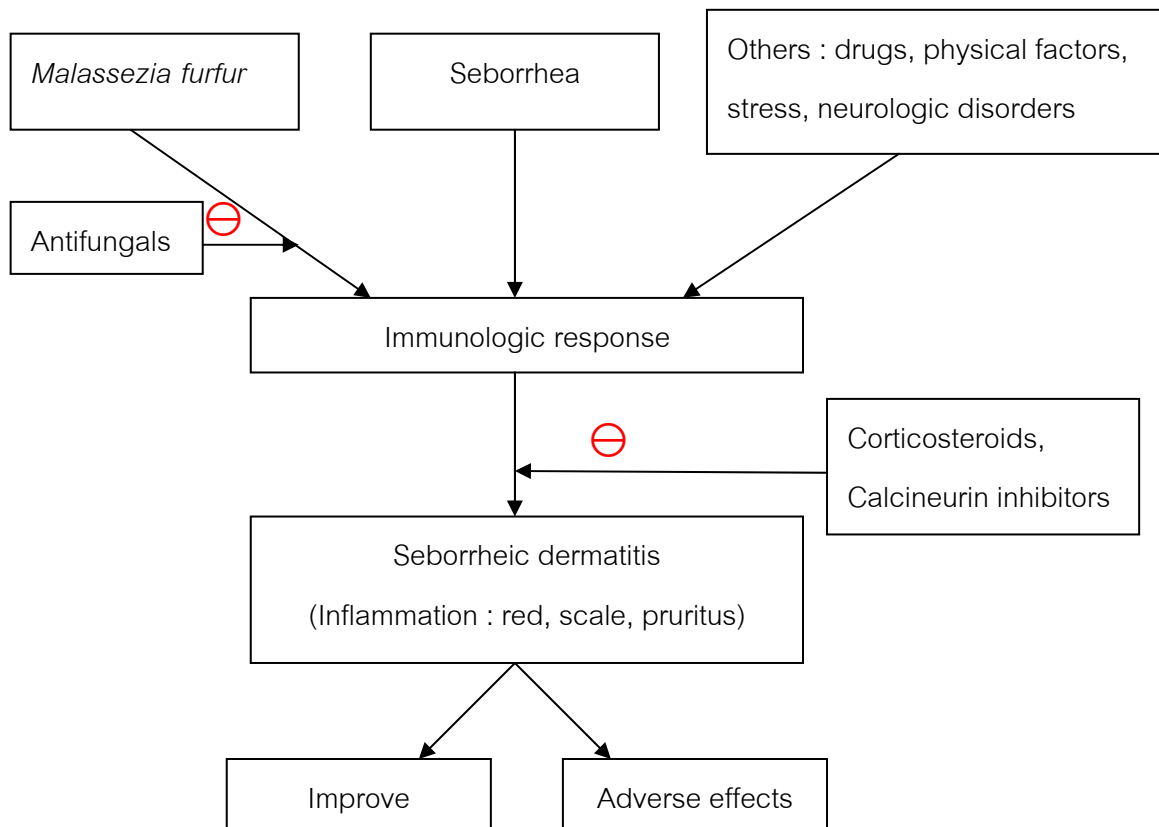 Malassezia furfur
Seborrhea
Others : drugs, physical factors,
stress, neurologic disorders
Antifungals
Immunologic response
Corticosteroids,
Calcineurin inhibitors
Seborrheic dermatitis
(Inflammation : red, scale, pruritus)
Improve
Adverse effects